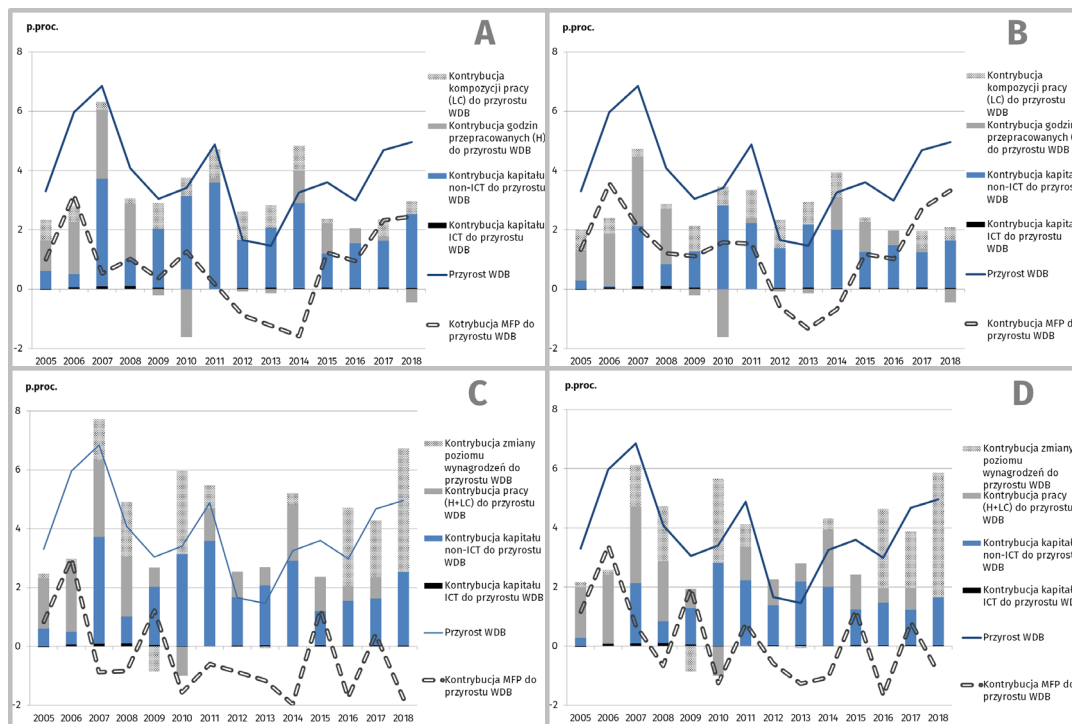 p.proc.
A
8
6
4
2
0
-2
2005 2006 2007 2008 2009 2010 2011 2012 2013 2014 2015 2016 2017 2018
Kontrybucja
kompozycji pracy
(LC) do przyrostu
WDB
Kontrybucja godzin
przepracowanych (H)
do przyrostu WDB
Kontrybucja kapitału
non-ICT do przyrostu
WDB
Kontrybucja kapitału
ICT do przyrostu
WDB
Przyrost WDB
Kotrybucja MFP do
przyrostu WDB
p.proc.
B
8
6
4
2
0
-2
2005 2006 2007 2008 2009 2010 2011 2012 2013 2014 2015 2016 2017 2018
Kontrybucja
kompozycji pracy
(LC) do przyrostu
WDB
Kontrybucja godzin
przepracowanych (
do przyrostu WDB
Kontrybucja kapita
non-ICT do przyrostu
WDB
Kontrybucja kapita
ICT do przyrostu
WDB
Przyrost WDB
Kotrybucja MFP do
przyrostu WDB
p.proc.
C
8
6
4
2
0
-2
2005 2006 2007 2008 2009 2010 2011 2012 2013 2014 2015 2016 2017 2018
Kontrybucja zmiany
poziomu
wynagrodzeń do
przyrostu WDB
Kontrybucja pracy
(H+LC) do przyrostu
WDB
Kontrybucja kapitału
non-ICT do przyrostu
WDB
Kontrybucja kapitału
ICT do przyrostu WDB
Przyrost WDB
Kontrybucja MFP do
przyrostu WDB
p.proc.
D
8
6
4
2
0
-2
2005 2006 2007 2008 2009 2010 2011 2012 2013 2014 2015 2016 2017 2018
Kontrybucja zmiany
poziomu
wynagrodzeń do
przyrostu WDB
Kontrybucja pracy
(H+LC) do przyrostu
WDB
Kontrybucja kapitału
non-ICT do przyrostu
WDB
Kontrybucja kapitał
ICT do przyrostu WD
Przyrost WDB
Kontrybucja MFP do
przyrostu WDB